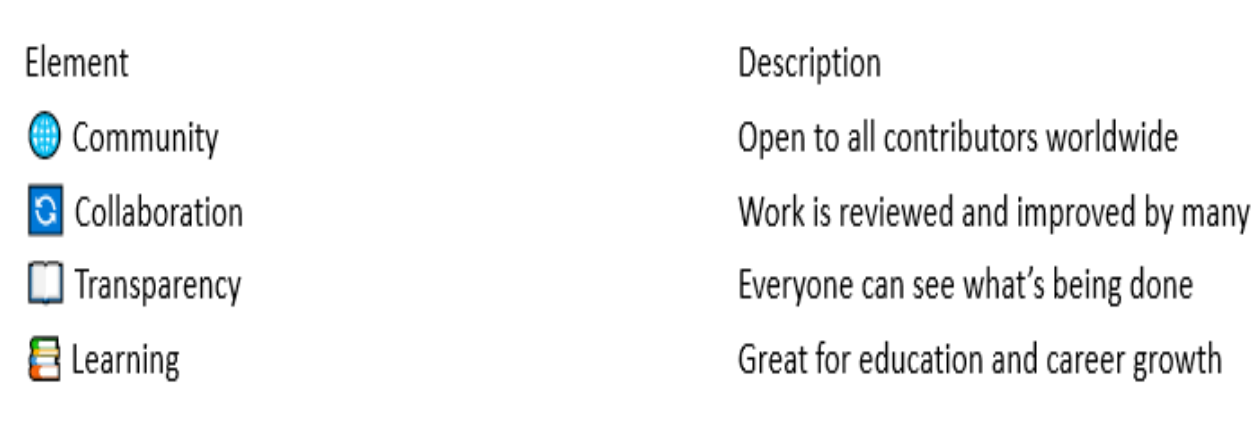 Element Description
Community Open to all contributors worldwide
Collaboration Work is reviewed and improved by many
Transparency Everyone can see what’s being done
Learning Great for education and career growth